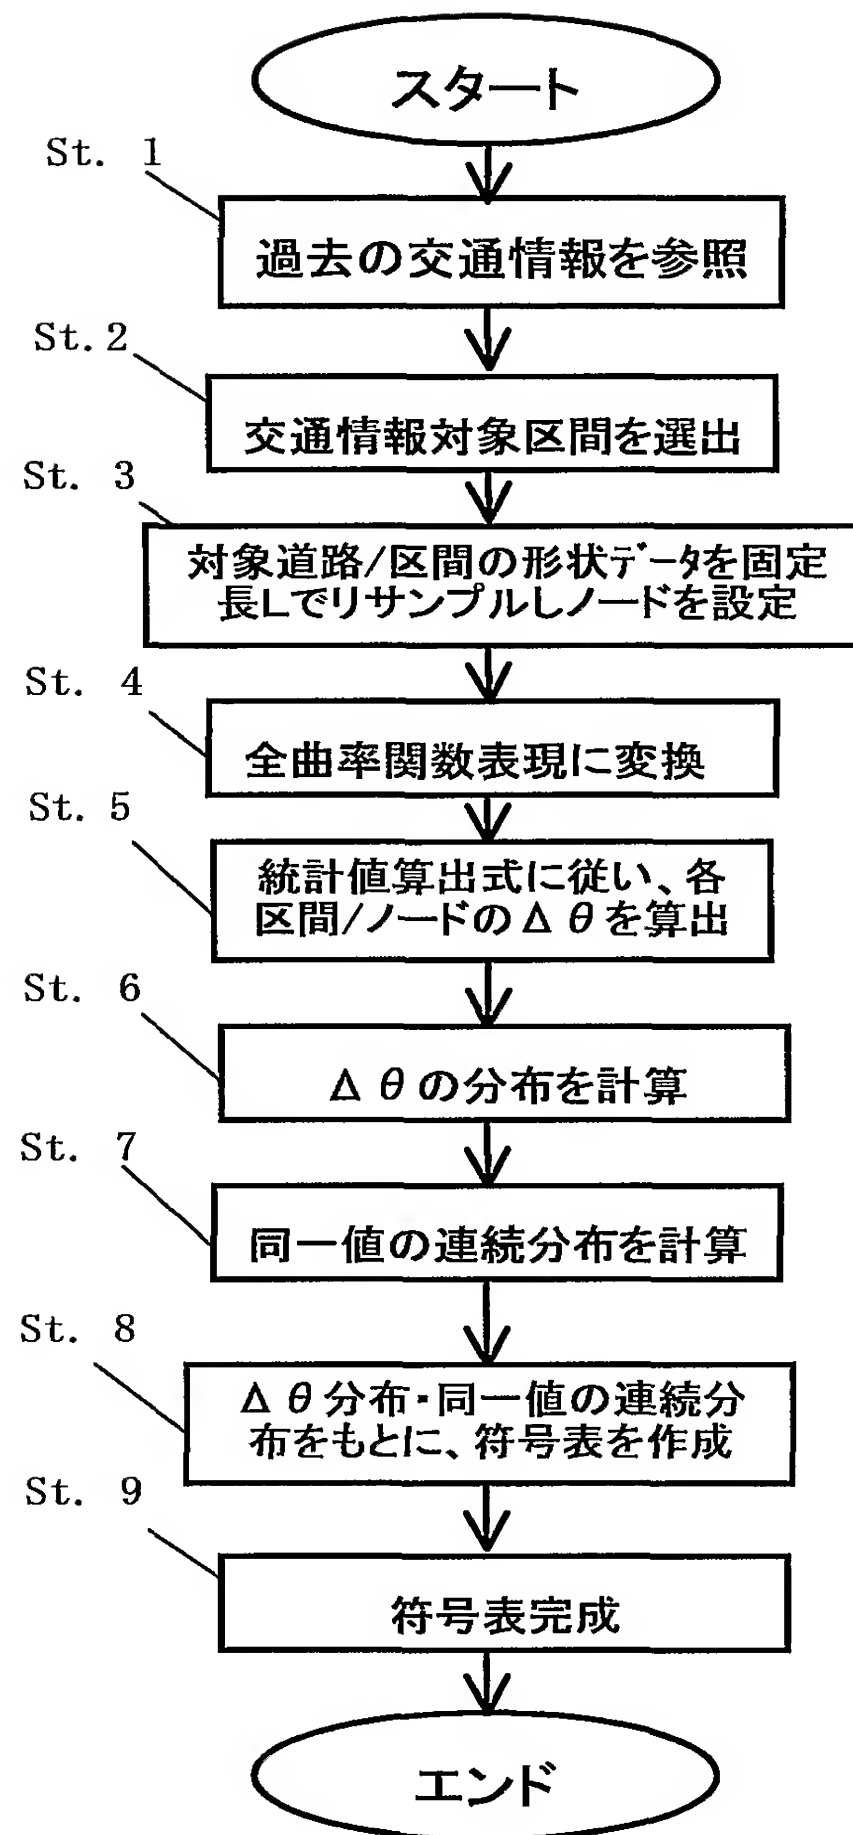 スタート
St. 1
過去の交通情報を参照
St. 2
交通情報対象区間を選出
St. 3
対象道路/区間の形状ﾃﾞｰﾀを固定
長Lでリサンプルしノードを設定
St. 4
全曲率関数表現に変換
St. 5
統計値算出式に従い、各
区間/ノードのΔθを算出
St. 6
Δθの分布を計算
St. 7
同一値の連続分布を計算
St. 8
Δθ分布・同一値の連続分
布をもとに、符号表を作成
St. 9
符号表完成
エンド